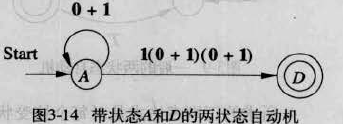 0 + 1
Start
A
1(0 + 1)(0 + 1)
D
图3-14 带状态A和D的两状态自动机